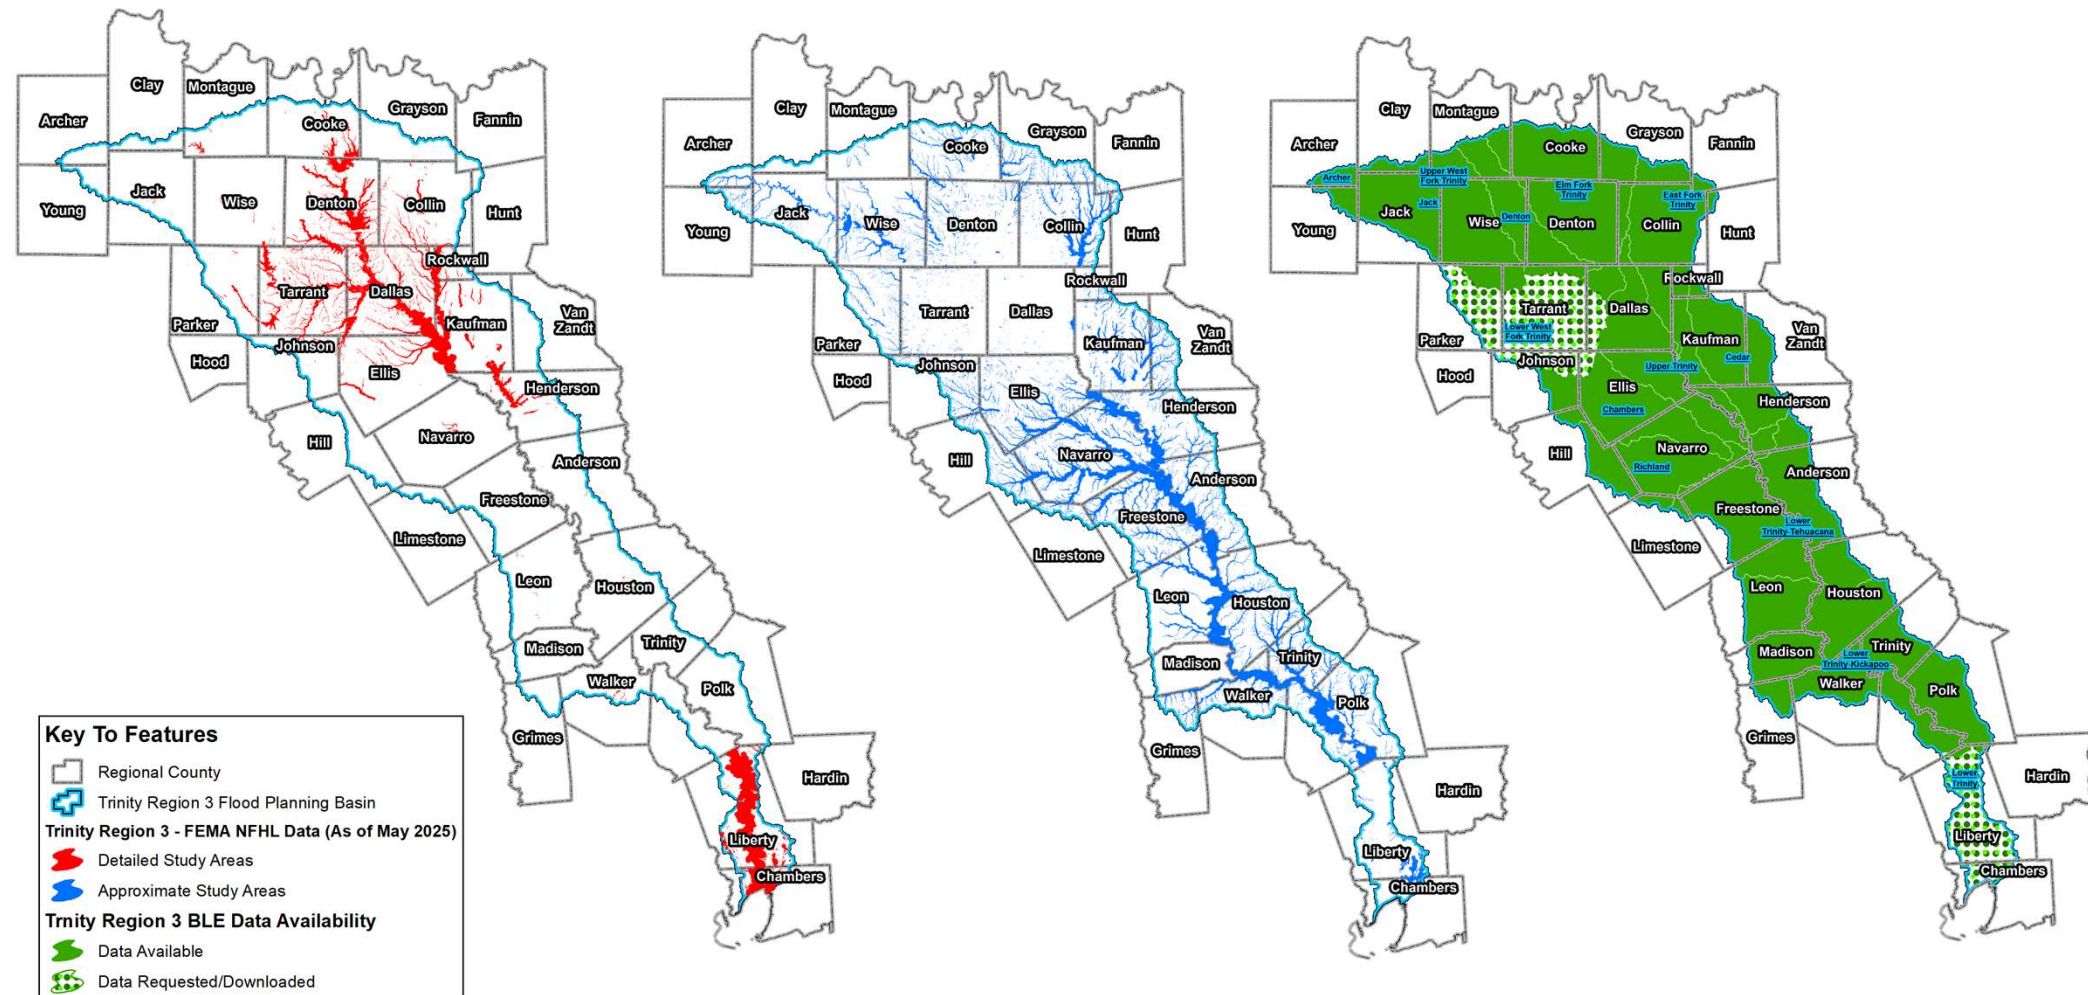 Clay
Montague
Grayson
Archer
Cooke
Fannin
Jack
Wise
Denton
Collin
Young
Hunt
Rockwall
Tarrant
Dallas
Parker
Kaufman
Van
Zandt
Johnson
Hood
Ellis
Henderson
Hill
Navarro
Anderson
Freestone
Limestone
Leon
Houston
Madison
Trinity
Walker
Polk
Grimes
Hardin
Liberty
Chambers
Key To Features
Regional County
Trinity Region 3 Flood Planning Basin
Trinity Region 3 - FEMA NFHL Data (As of May 2025)
Detailed Study Areas
Approximate Study Areas
Trnity Region 3 BLE Data Availability
Data Available
Data Requested/Downloaded
Clay
Montague
Grayson
Archer
Cooke
Fannin
Jack
Wise
Denton
Collin
Young
Hunt
Rockwall
Tarrant
Dallas
Parker
Kaufman
Van
Zandt
Johnson
Hood
Ellis
Henderson
Hill
Navarro
Anderson
Freestone
Limestone
Leon
Houston
Madison
Trinity
Walker
Polk
Grimes
Hardin
Liberty
Chambers
Clay
Montague
Grayson
Archer
Cooke
Fannin
Archer
Upper West
Fork Trinity
Elm Fork
Trinity
East Fork
Trinity
Jack
Jack
Wise
Denton
Denton
Collin
Young
Hunt
Rockwall
Tarrant
Dallas
Lower West
Fork Trinity
Parker
Kaufman
Van
Zandt
Cedar
Johnson
Upper Trinity
Hood
Ellis
Henderson
Chambers
Hill
Navarro
Richland
Anderson
Freestone
Lower
Trinity-Tehuacana
Limestone
Leon
Houston
Madison
Trinity
Lower
Trinity-Kickapoo
Walker
Polk
Grimes
Lower
Trinity
Hardin
Liberty
Chambers